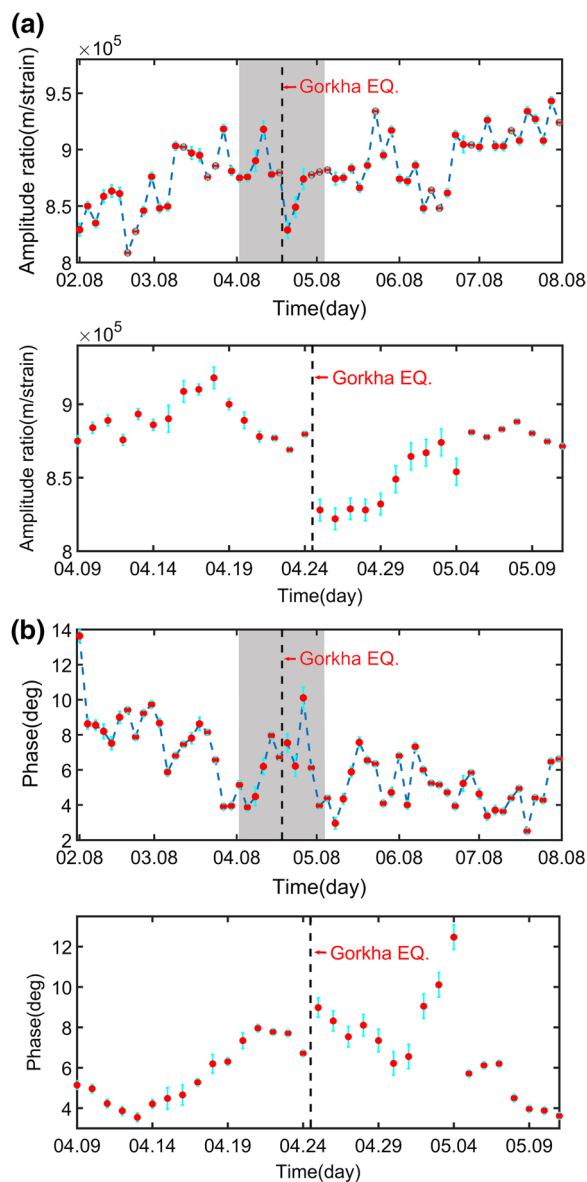 (a)
×10^5
Amplitude ratio(m/strain)
9.5
9
8.5
8
Gorkha EQ.
02.08 03.08 04.08 05.08 06.08 07.08 08.08
Time(day)
×10^5
Amplitude ratio(m/strain)
9
8.5
8
Gorkha EQ.
04.09 04.14 04.19 04.24 04.29 05.04 05.09
Time(day)
(b)
Phase(deg)
14
12
10
8
6
4
2
Gorkha EQ.
02.08 03.08 04.08 05.08 06.08 07.08 08.08
Time(day)
Phase(deg)
12
10
8
6
4
Gorkha EQ.
04.09 04.14 04.19 04.24 04.29 05.04 05.09
Time(day)